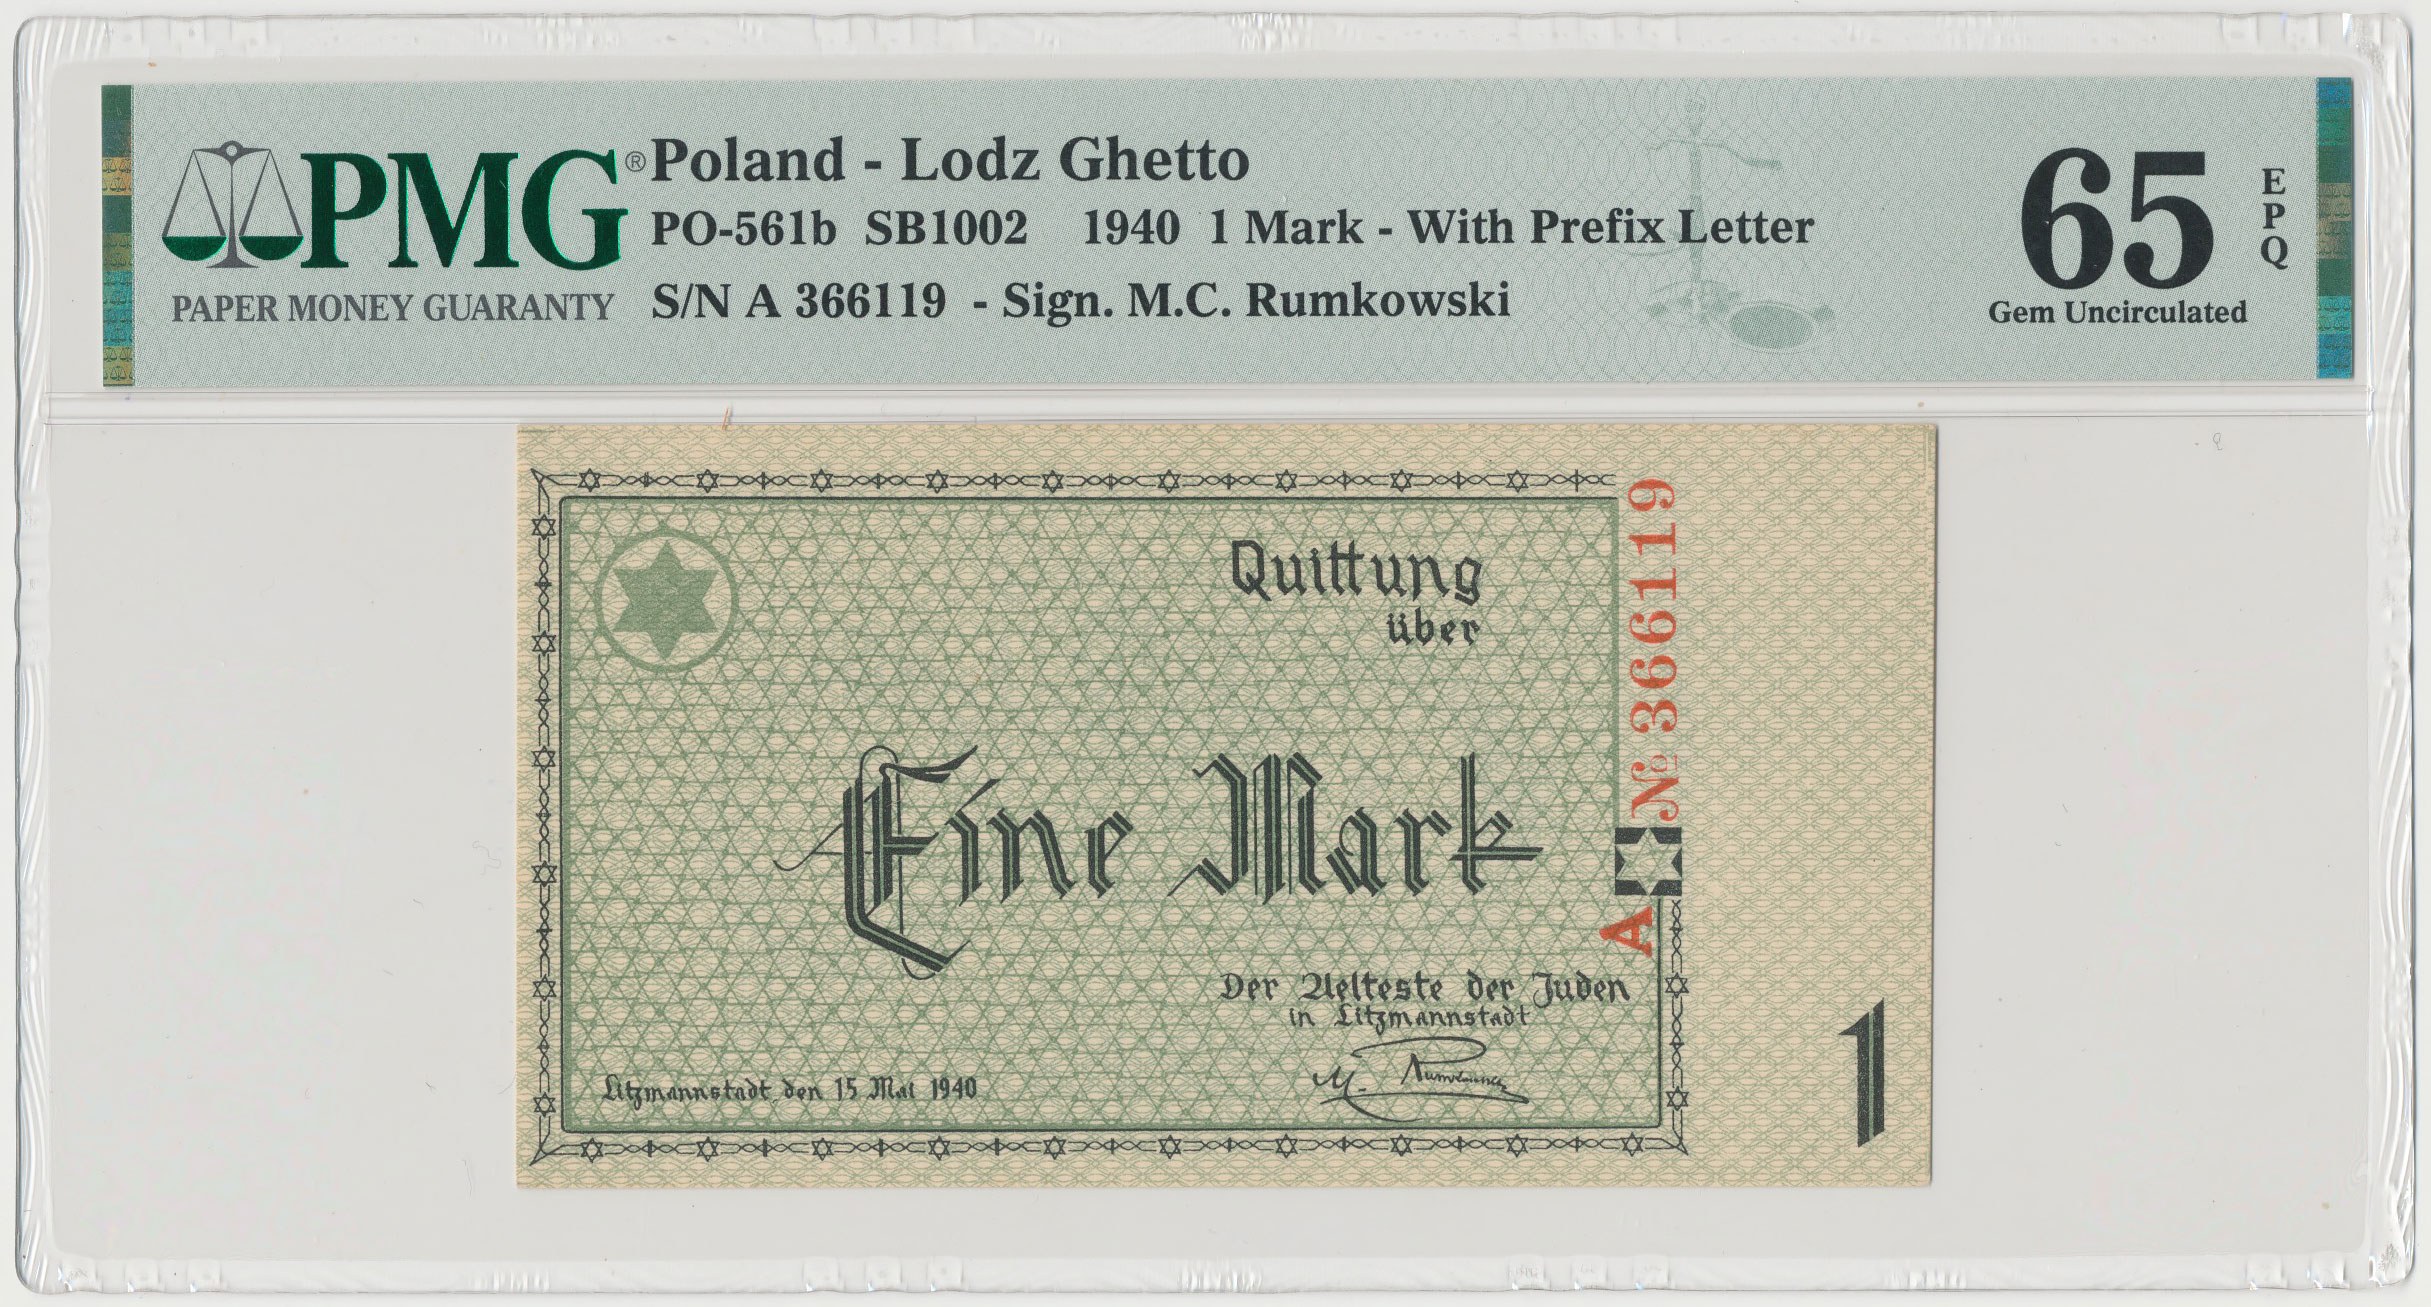 PMG®
PAPER MONEY GUARANTY
Poland - Lodz Ghetto
PO-561b SB1002 1940 1 Mark - With Prefix Letter
S/N A 366119 - Sign. M.C. Rumkowski
65
EPQ
Gem Uncirculated
Quittung
über
Eine Mark
A № 366119
Der Aelteste der Juden
in Litzmannstadt
M. Rumkowski
Litzmannstadt, den 15 Mai 1940
1